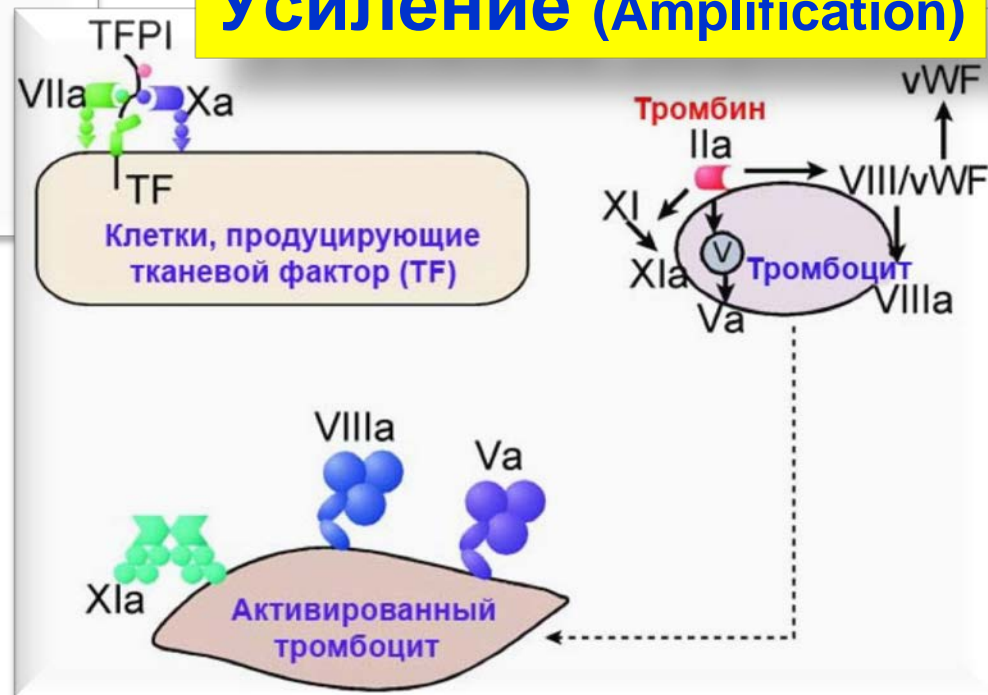 Усиление (Amplification)
TFPI
VIIa
Xa
TF
Клетки, продуцирующие
тканевой фактор (TF)
vWF
Тромбин
IIa
VIII/vWF
XI
V
XIa
Тромбоцит
VIIIa
Va
VIIIa
Va
XIa
Активированный
тромбоцит